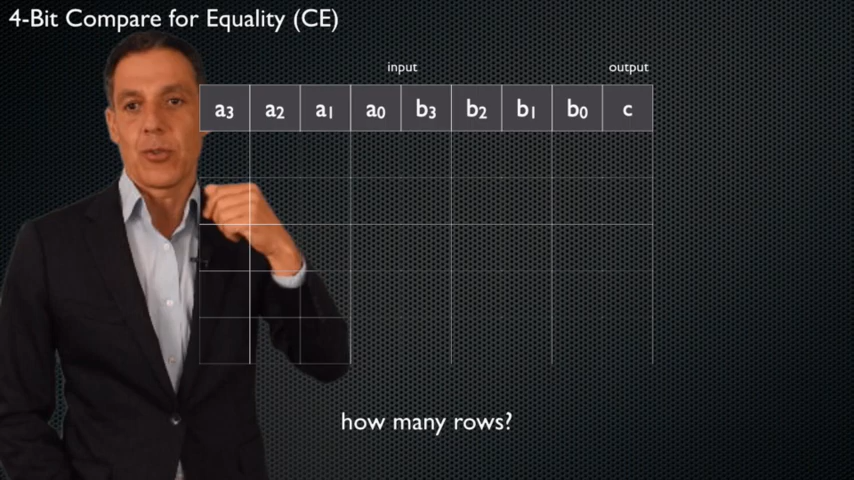 4-Bit Compare for Equality (CE)
input output
a3 a2 a1 a0 b3 b2 b1 b0 c
how many rows?